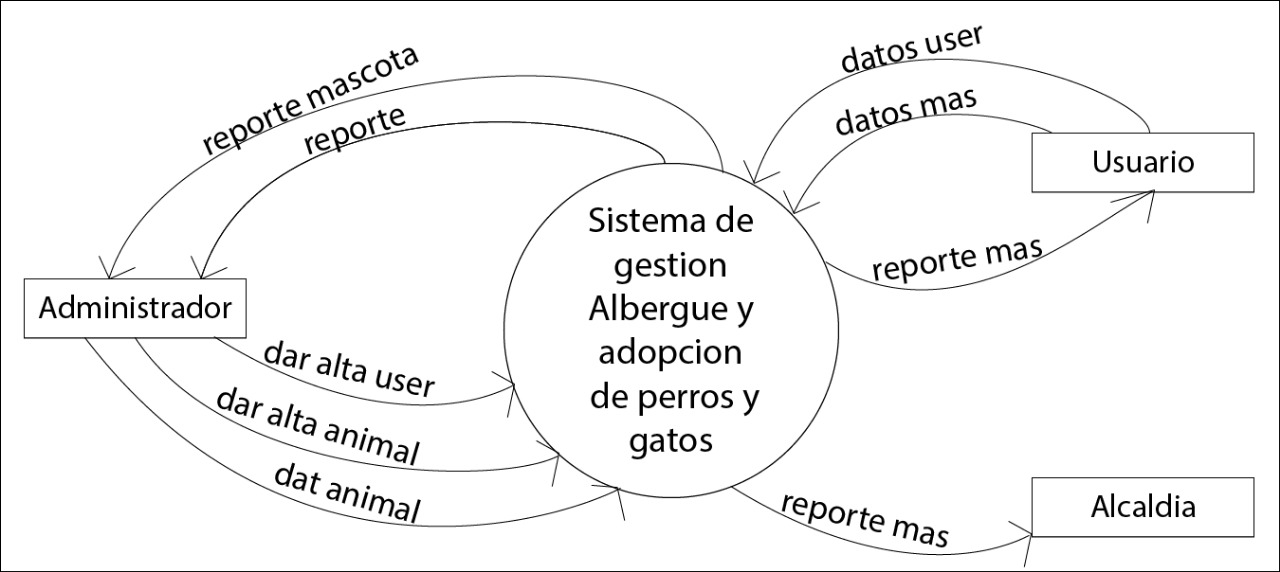 reporte mascota
reporte
datos user
datos mas
Usuario
reporte mas
Administrador
Sistema de
gestion
Albergue y
adopcion
de perros y
gatos
dar alta user
dar alta animal
dat animal
reporte mas
Alcaldia